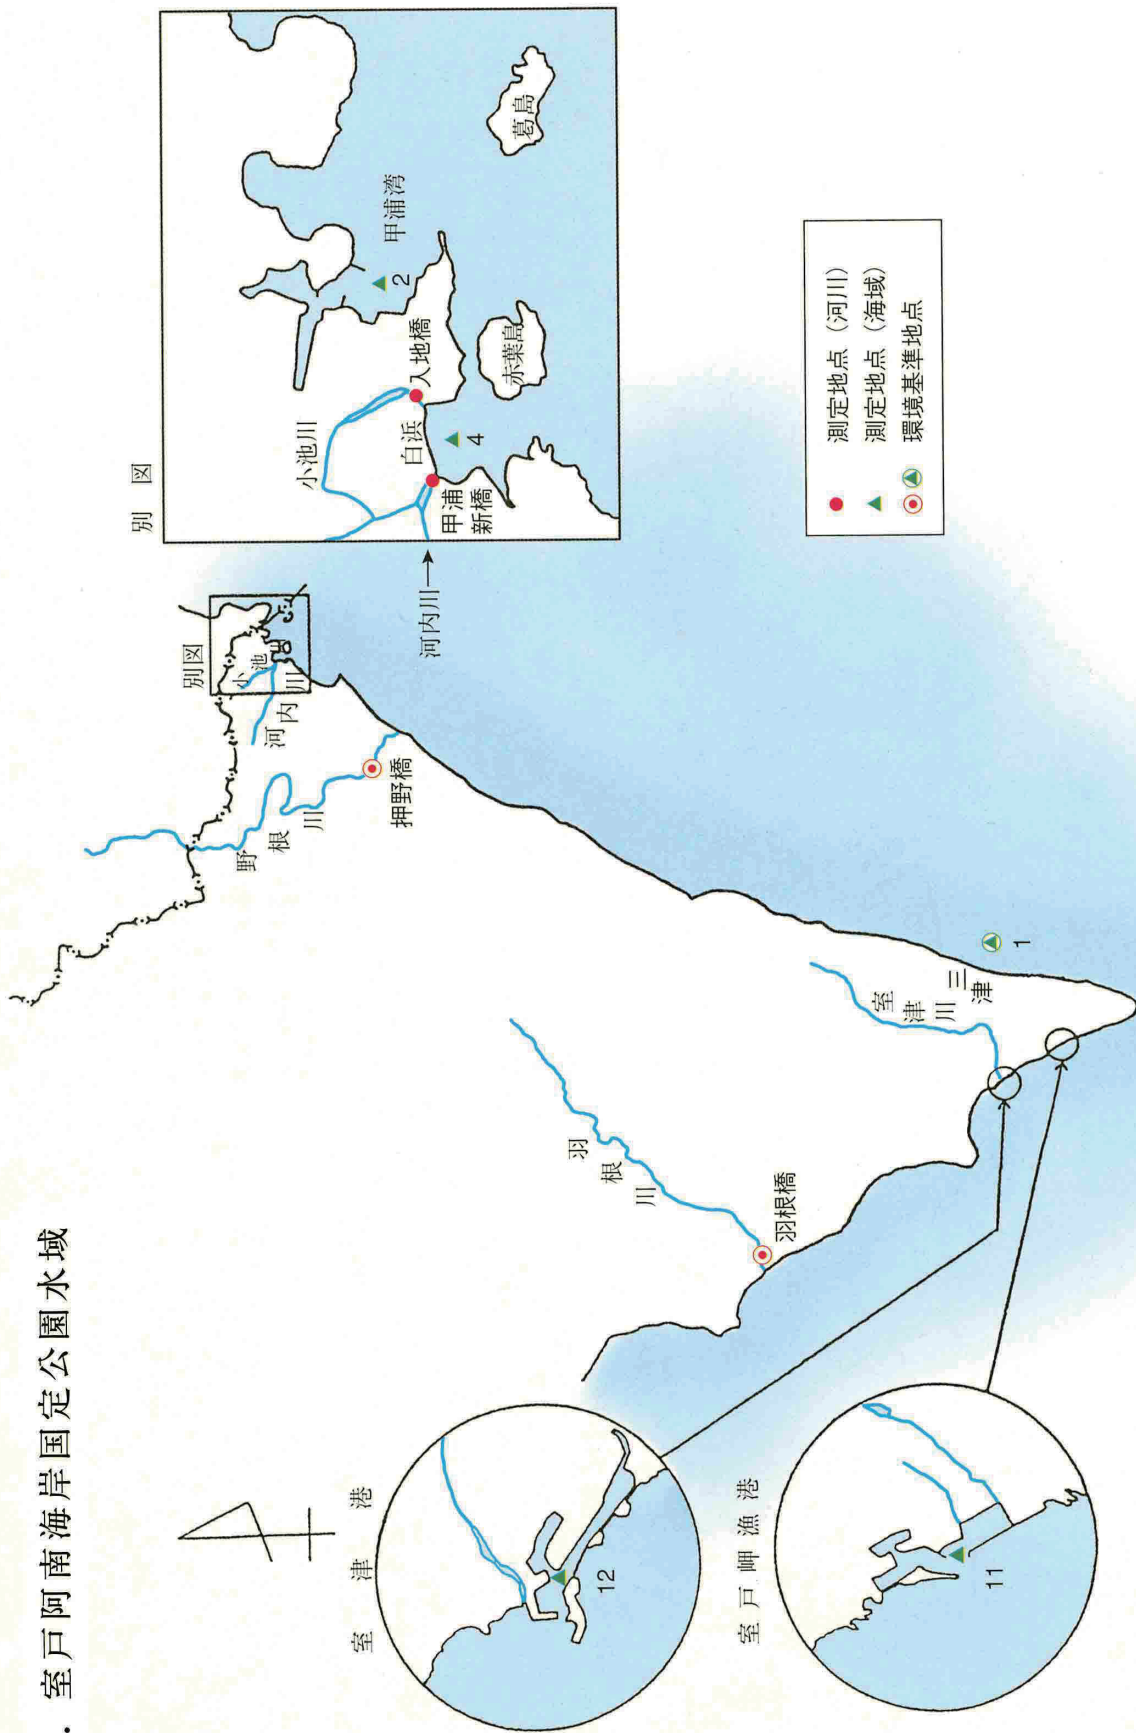 ．室戸阿南海岸国定公園水域
室津港
12
室戸岬漁港
11
羽根川
羽根橋
室津川
三津
1
野根川
押野橋
河内川
小池川
別図
別図
小池川
白浜
入地橋
甲浦
新橋
河内川→
甲浦湾
2
4
赤葉島
葛島
測定地点（河川）
測定地点（海域）
環境基準地点